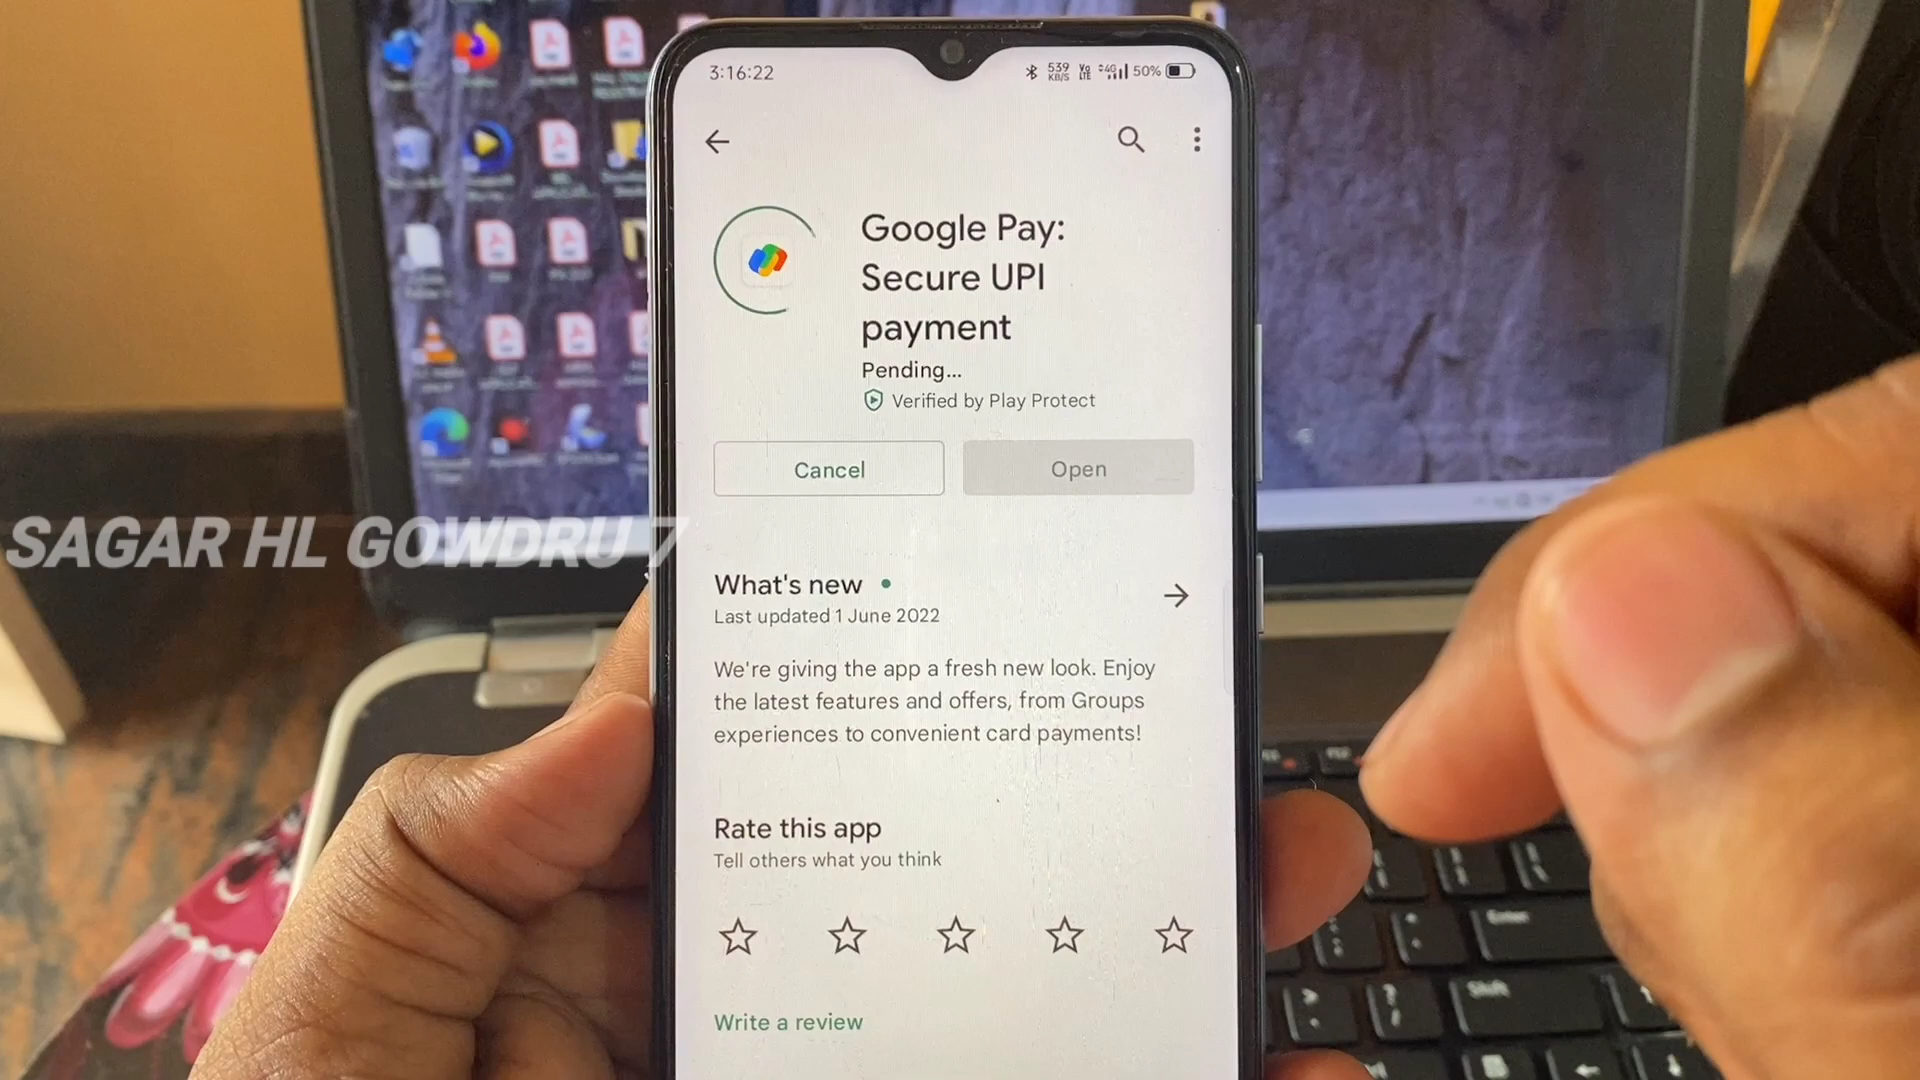 3:16:22
539
KB/S
Vo
LTE
4G
50%
Google Pay:
Secure UPI
payment
Pending...
Verified by Play Protect
Cancel
Open
SAGAR HL GOWDRU 7
What's new
Last updated 1 June 2022
We're giving the app a fresh new look. Enjoy
the latest features and offers, from Groups
experiences to convenient card payments!
Rate this app
Tell others what you think
Write a review
Enter
Shift